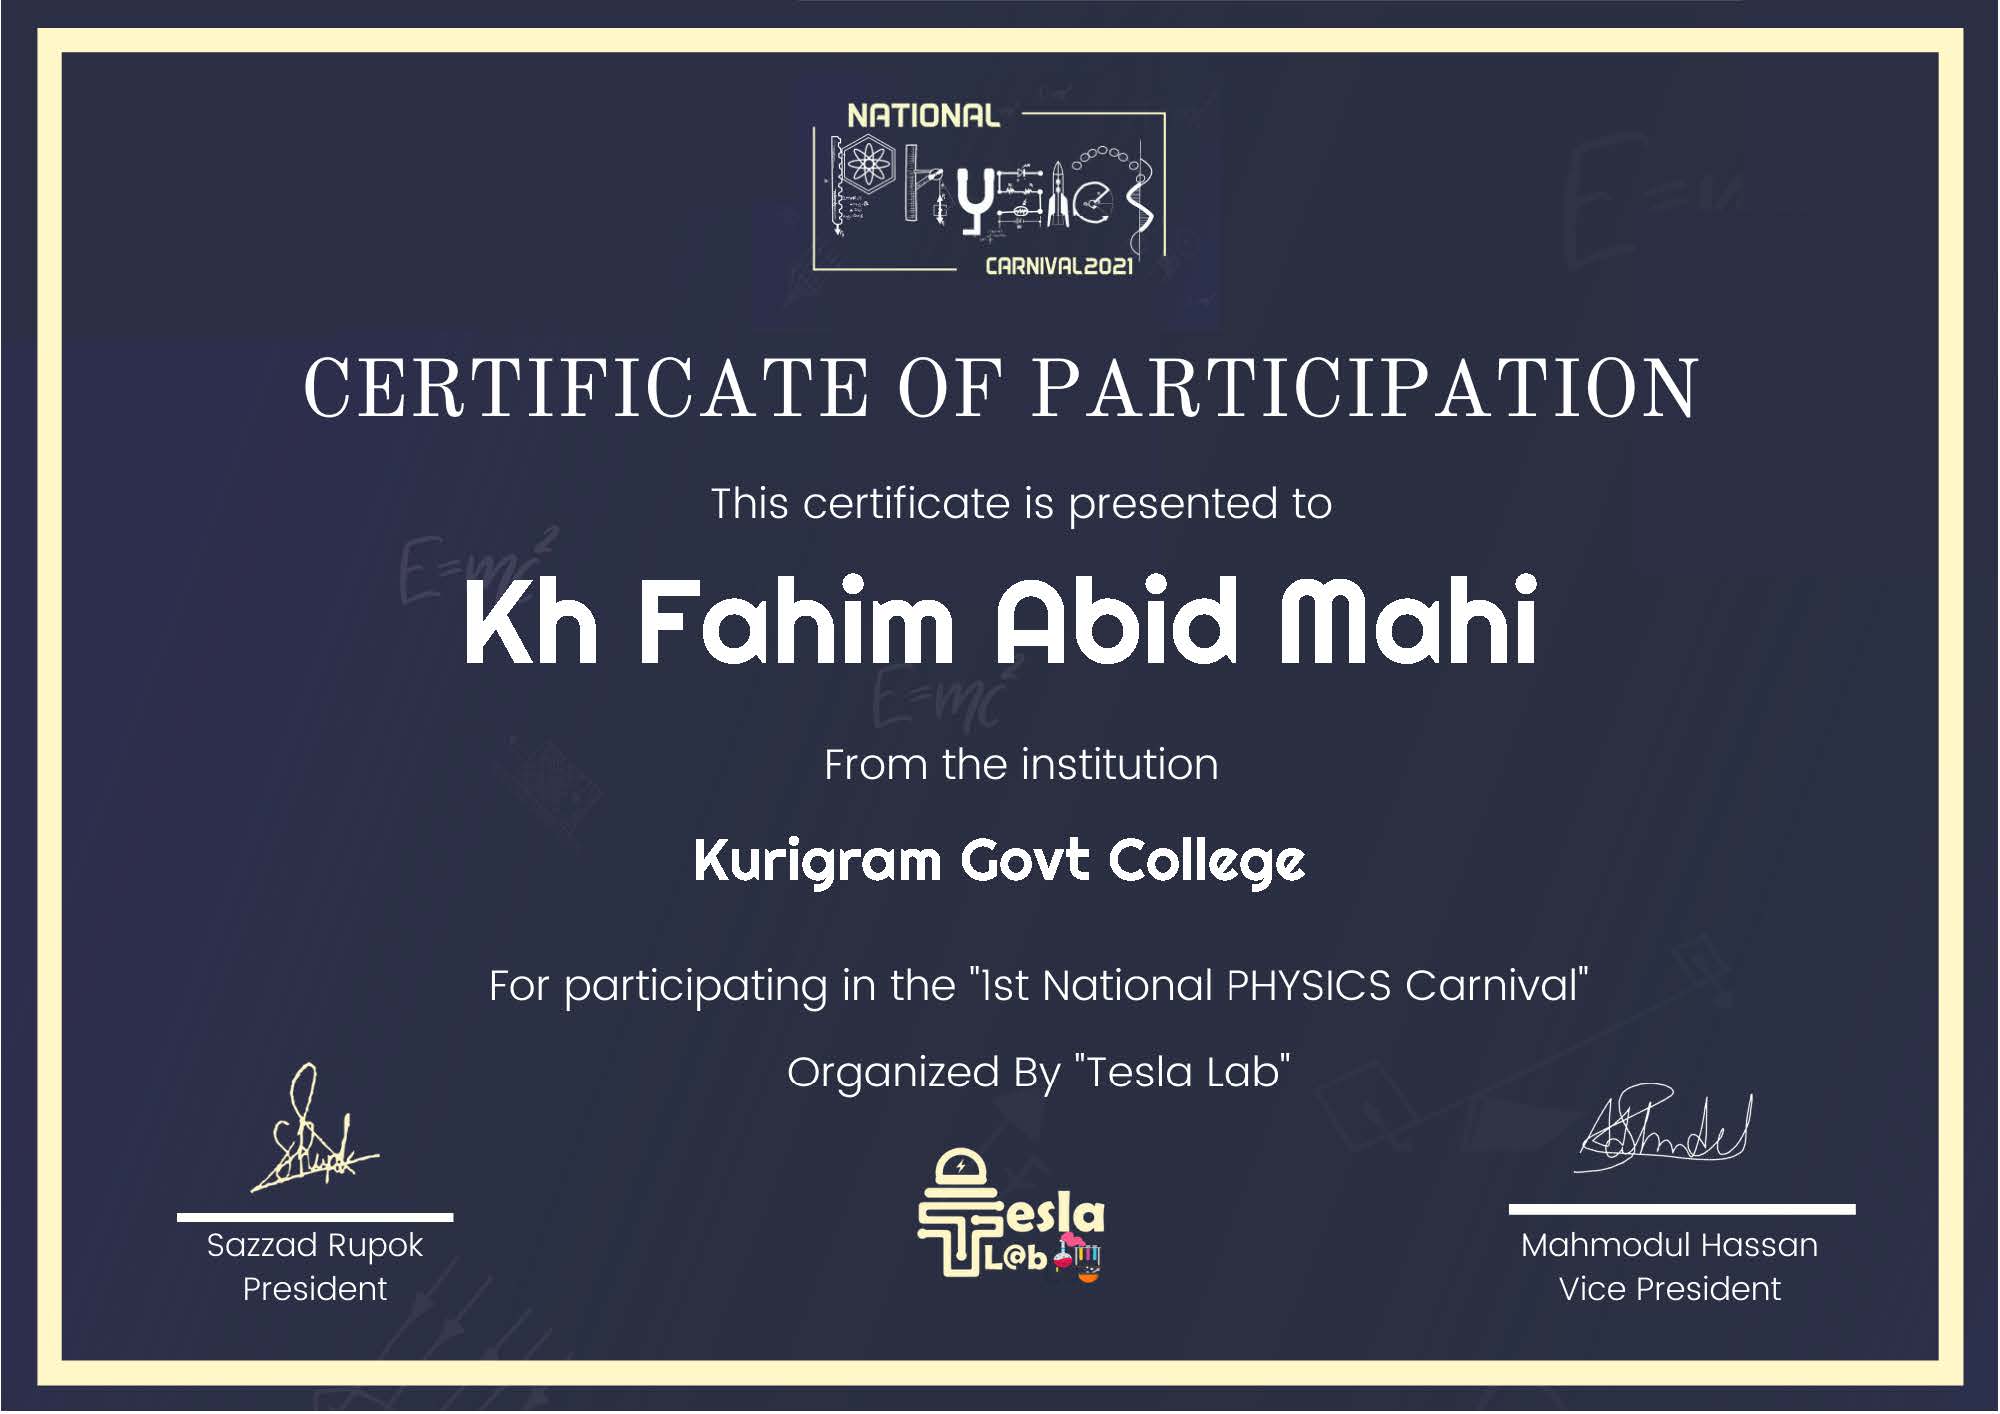 NATIONAL
Physics
CARNIVAL2021
CERTIFICATE OF PARTICIPATION
This certificate is presented to
E=mc²
Kh Fahim Abid Mahi
E=mc²
From the institution
Kurigram Govt College
For participating in the "1st National PHYSICS Carnival"
Organized By "Tesla Lab"
Tesla
L@b
Sazzad Rupok
President
Mahmodul Hassan
Vice President